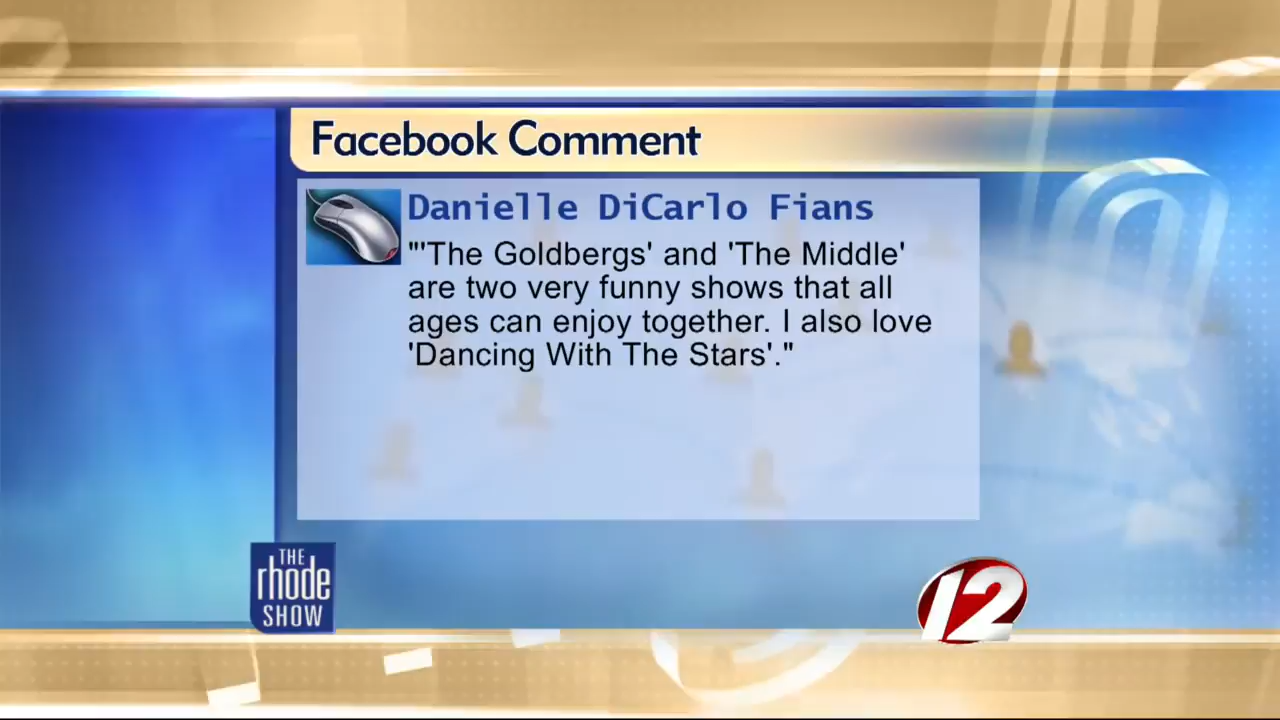 Facebook Comment
Danielle DiCarlo Fians
"'The Goldbergs' and 'The Middle'
are two very funny shows that all
ages can enjoy together. I also love
'Dancing With The Stars'."
THE
rhode
SHOW
12